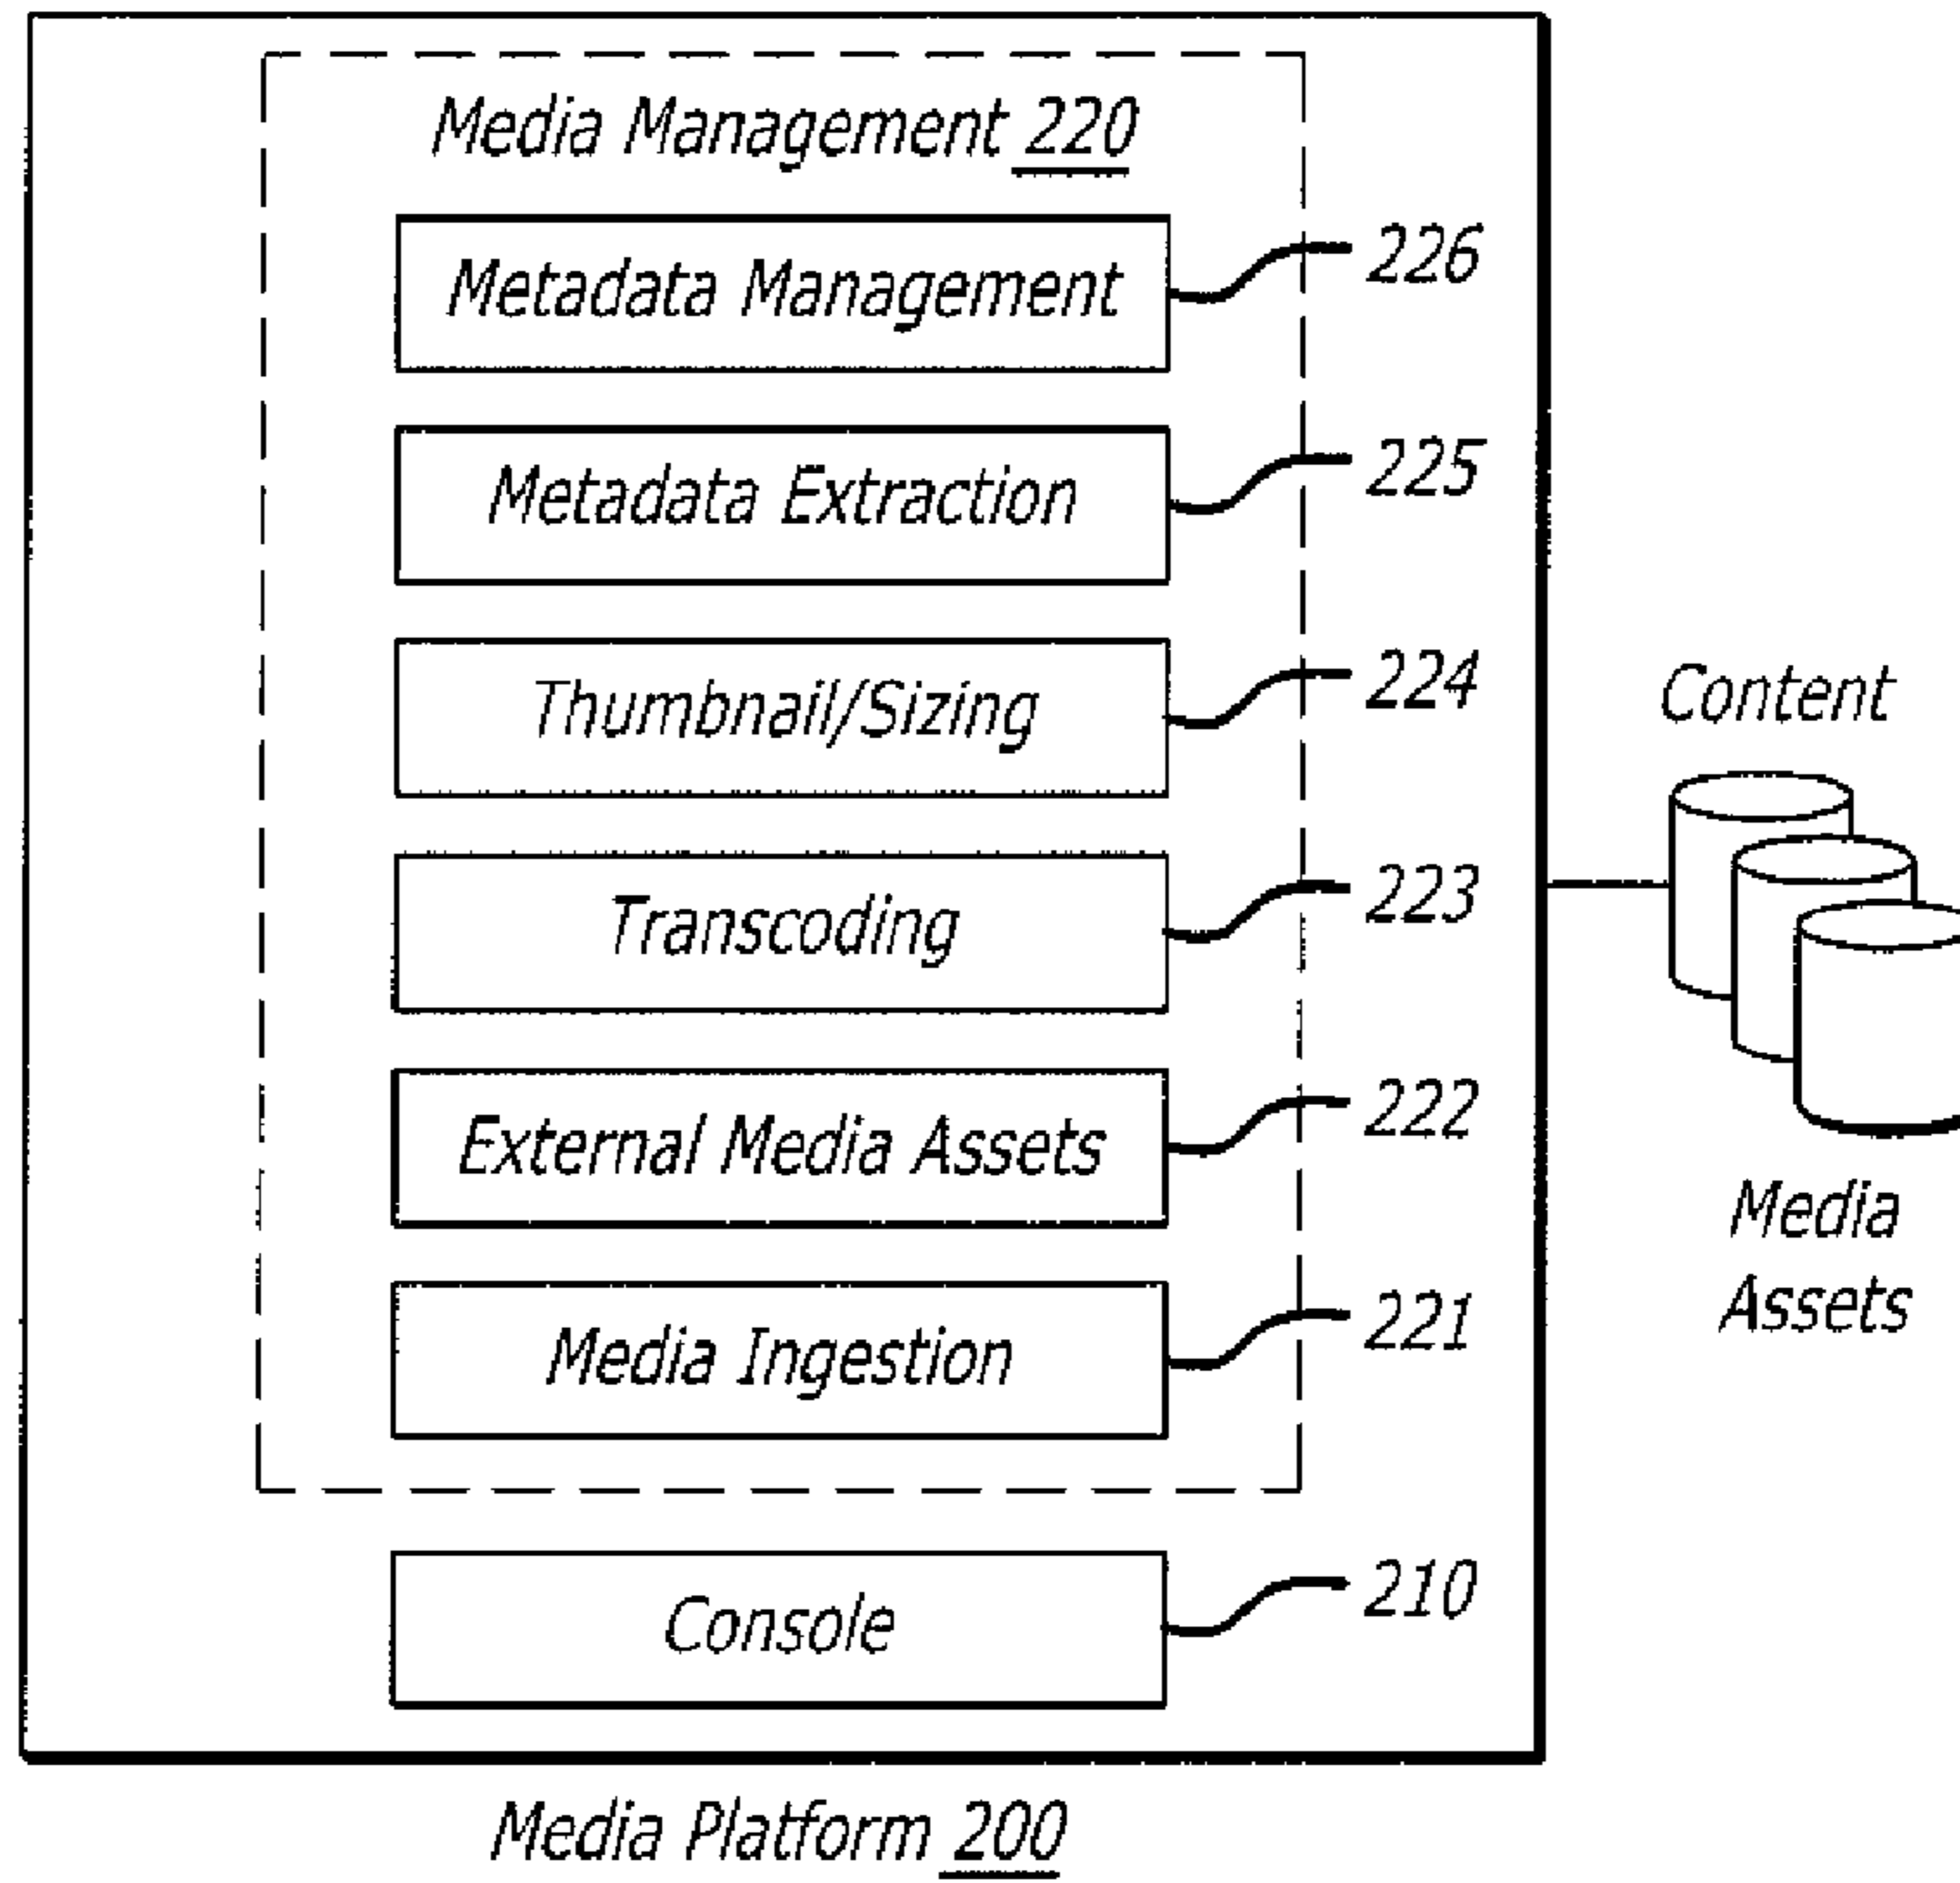 Media Management 220
Metadata Management
226
Metadata Extraction
225
Thumbnail/Sizing
224
Transcoding
223
External Media Assets
222
Media Ingestion
221
Console
210
Media Platform 200
Content
Media
Assets